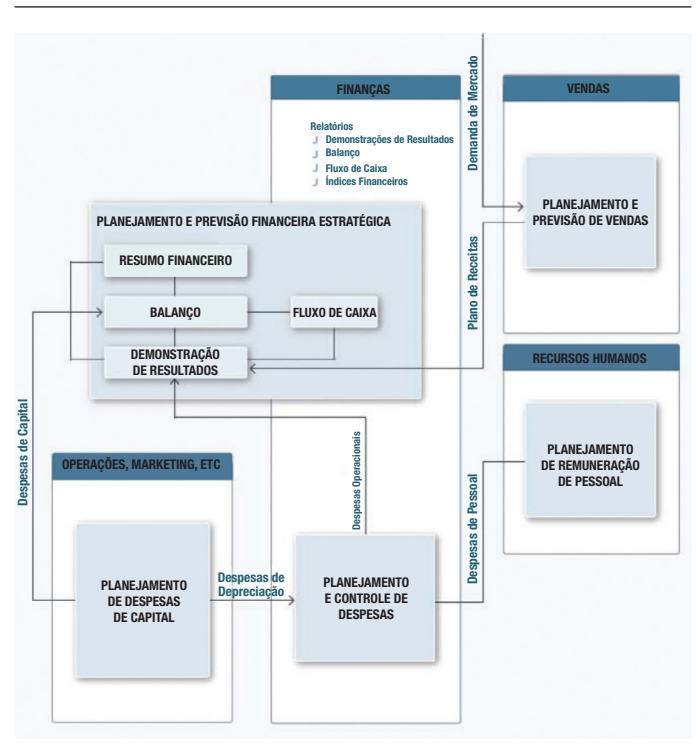 FINANÇAS
Relatórios
Demonstrações de Resultados
Balanço
Fluxo de Caixa
Índices Financeiros
Demanda de Mercado
VENDAS
PLANEJAMENTO E
PREVISÃO DE VENDAS
PLANEJAMENTO E PREVISÃO FINANCEIRA ESTRATÉGICA
RESUMO FINANCEIRO
BALANÇO
FLUXO DE CAIXA
DEMONSTRAÇÃO
DE RESULTADOS
Plano de Receitas
RECURSOS HUMANOS
PLANEJAMENTO
DE REMUNERAÇÃO
DE PESSOAL
Despesas de Capital
OPERAÇÕES, MARKETING, ETC
PLANEJAMENTO
DE DESPESAS
DE CAPITAL
Despesas de
Depreciação
Despesas Operacionais
PLANEJAMENTO
E CONTROLE DE
DESPESAS
Despesas de Pessoal